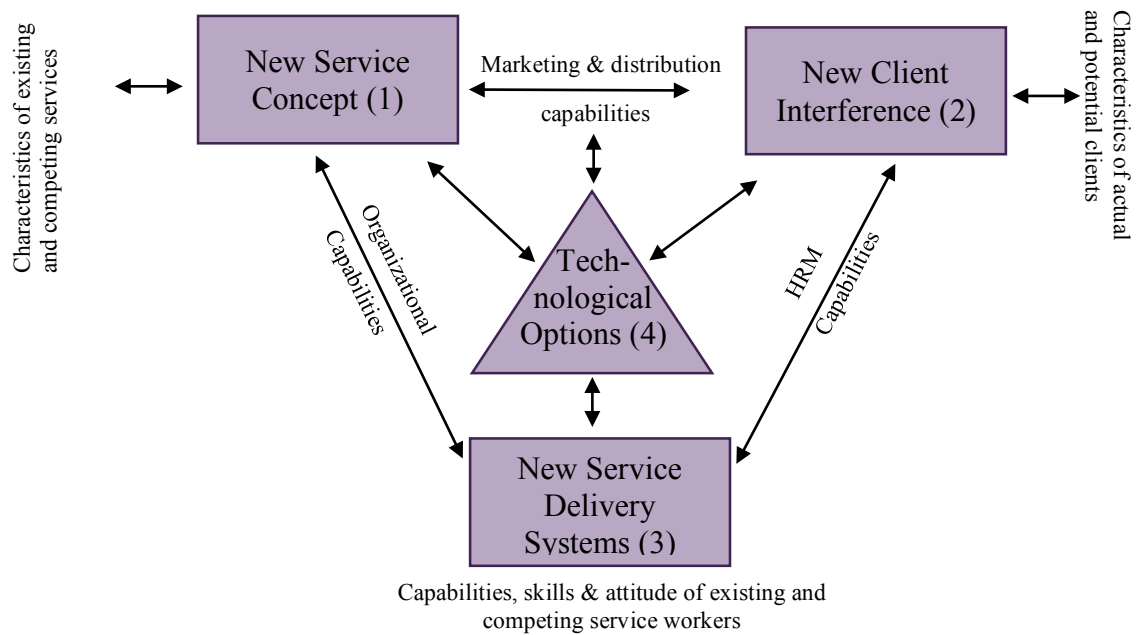 Characteristics of existing
and competing services
New Service
Concept (1)
Marketing & distribution
capabilities
New Client
Interference (2)
Characteristics of actual
and potential clients
Organizational
Capabilities
Tech-
nological
Options (4)
HRM
Capabilities
New Service
Delivery
Systems (3)
Capabilities, skills & attitude of existing and
competing service workers